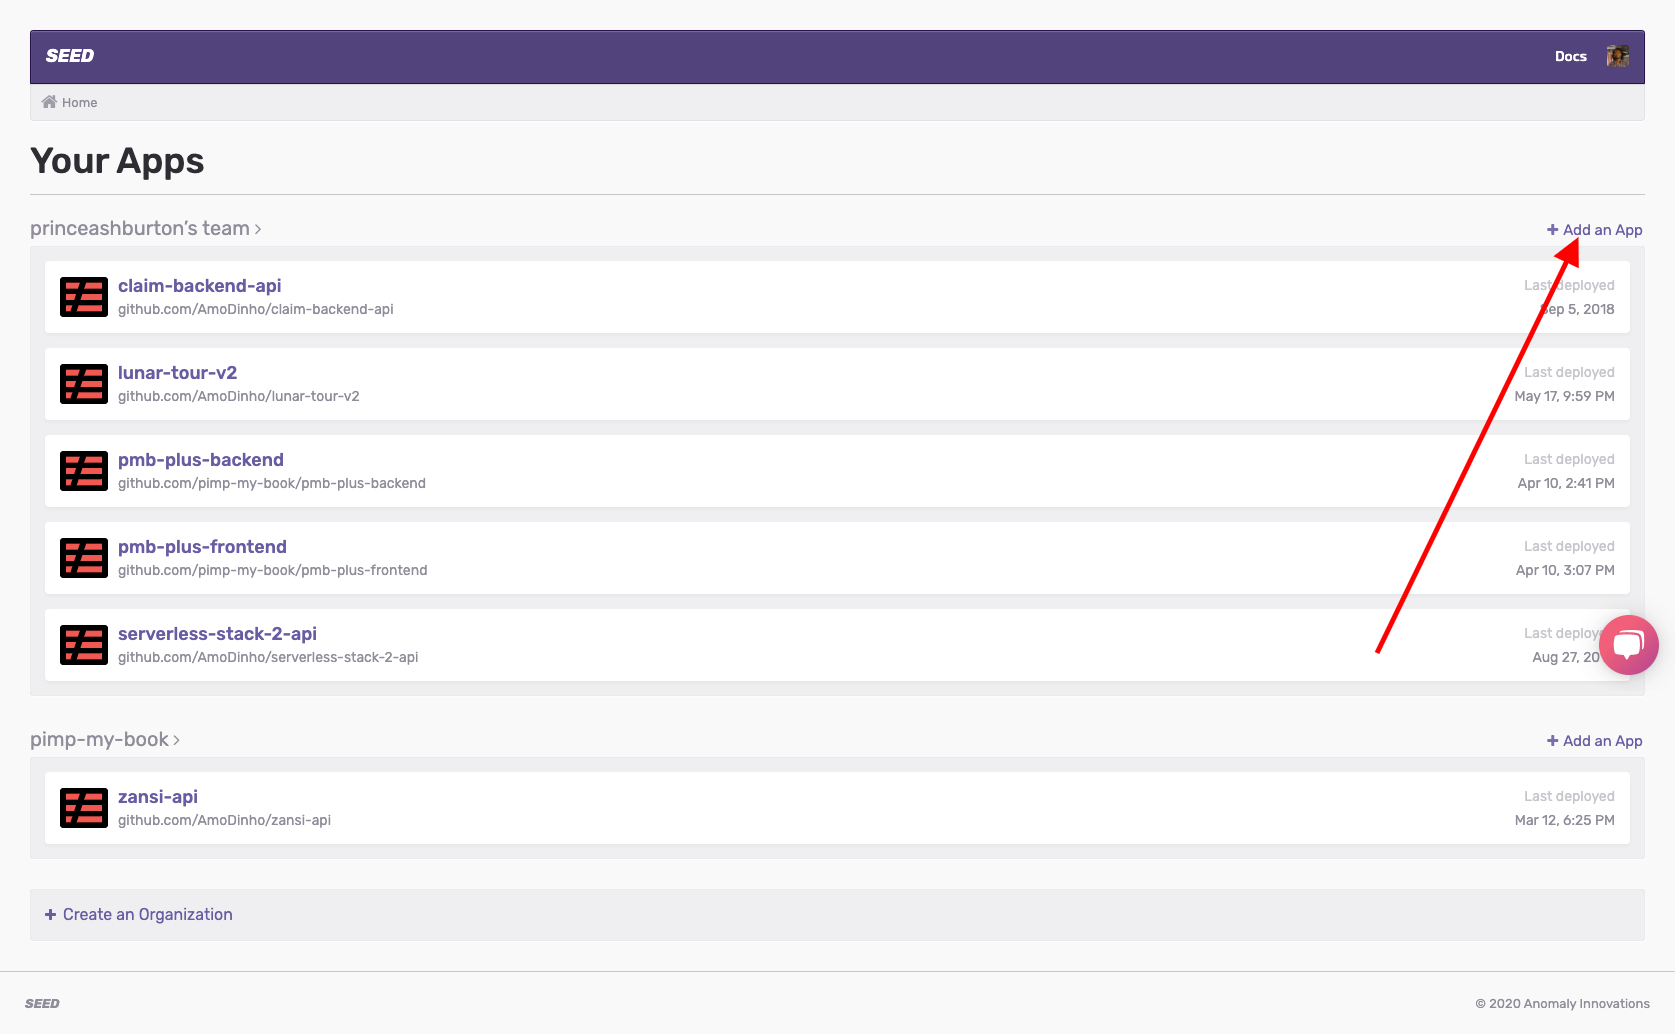 SEED
Docs
Home
Your Apps
princeashburton's team >
+ Add an App
claim-backend-api
github.com/AmoDinho/claim-backend-api
Last deployed
Sep 5, 2018
lunar-tour-v2
github.com/AmoDinho/lunar-tour-v2
Last deployed
May 17, 9:59 PM
pmb-plus-backend
github.com/pimp-my-book/pmb-plus-backend
Last deployed
Apr 10, 2:41 PM
pmb-plus-frontend
github.com/pimp-my-book/pmb-plus-frontend
Last deployed
Apr 10, 3:07 PM
serverless-stack-2-api
github.com/AmoDinho/serverless-stack-2-api
Last
Aug 27,
pimp-my-book >
+ Add an App
zansi-api
github.com/AmoDinho/zansi-api
Last deployed
Mar 12, 6:25 PM
+ Create an Organization
SEED
© 2020 Anomaly Innovations